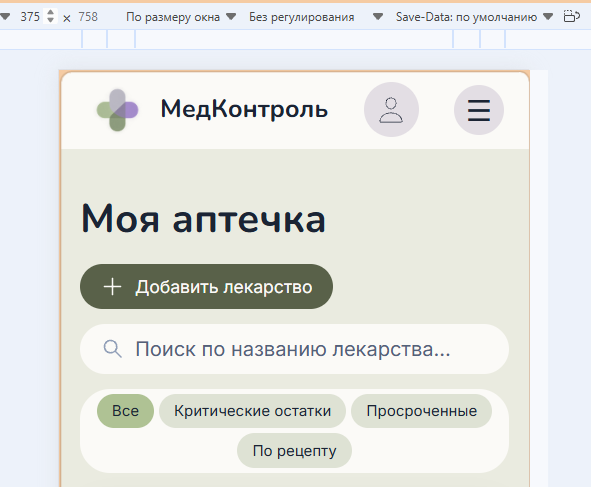 375 × 758 По размеру окна Без регулирования Save-Data: по умолчанию
МедКонтроль
Моя аптечка
Добавить лекарство
Поиск по названию лекарства...
Все Критические остатки Просроченные
По рецепту